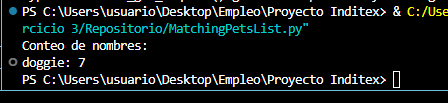 PS C:\Users\usuario\Desktop\Empleo\Proyecto Inditex> & C:/Use
rcicio 3/Repositorio/MatchingPetsList.py"
Conteo de nombres:
doggie: 7
PS C:\Users\usuario\Desktop\Empleo\Proyecto Inditex>